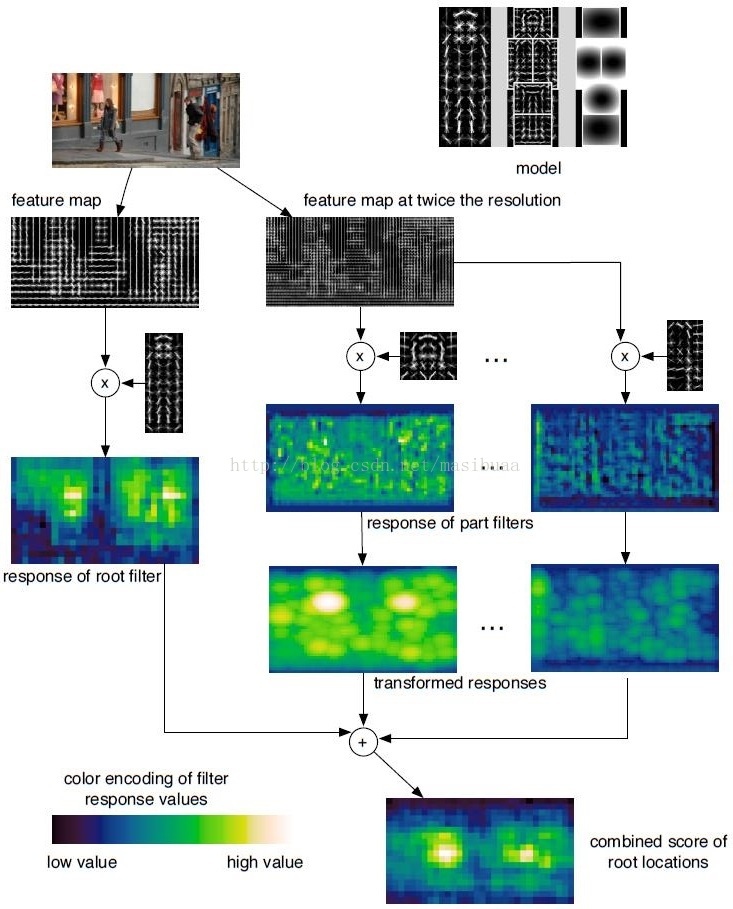 model
feature map
feature map at twice the resolution
x
x
...
x
http://blog.csdn.net/masibuaa
...
response of part filters
response of root filter
...
transformed responses
+
color encoding of filter
response values
low value
high value
combined score of
root locations